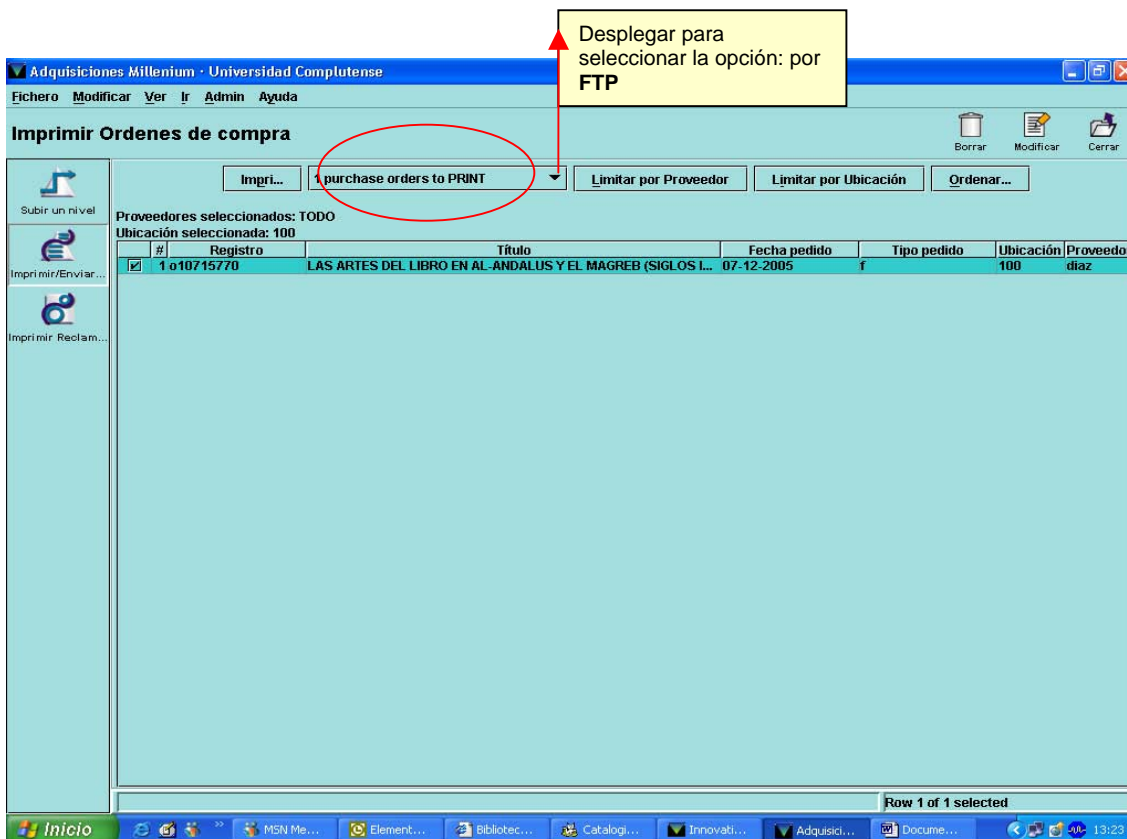 Desplegar para
seleccionar la opción: por
FTP
Adquisiciones Millenium · Universidad Complutense
Fichero Modificar Ver Ir Admin Ayuda
Imprimir Ordenes de compra
Borrar Modificar Cerrar
Impri... 1 purchase orders to PRINT Limitar por Proveedor Limitar por Ubicación Ordenar...
Subir un nivel
Proveedores seleccionados: TODO
Ubicación seleccionada: 100
# Registro Título Fecha pedido Tipo pedido Ubicación Proveedo
1 o10715770 LAS ARTES DEL LIBRO EN AL-ANDALUS Y EL MAGREB (SIGLOS I... 07-12-2005 f 100 diaz
Imprimir/Enviar...
Imprimir Reclam...
Row 1 of 1 selected
Inicio » MSN Me... Element... Bibliotec... Catalogi... Innovati... Adquisici... Docume... 13:23